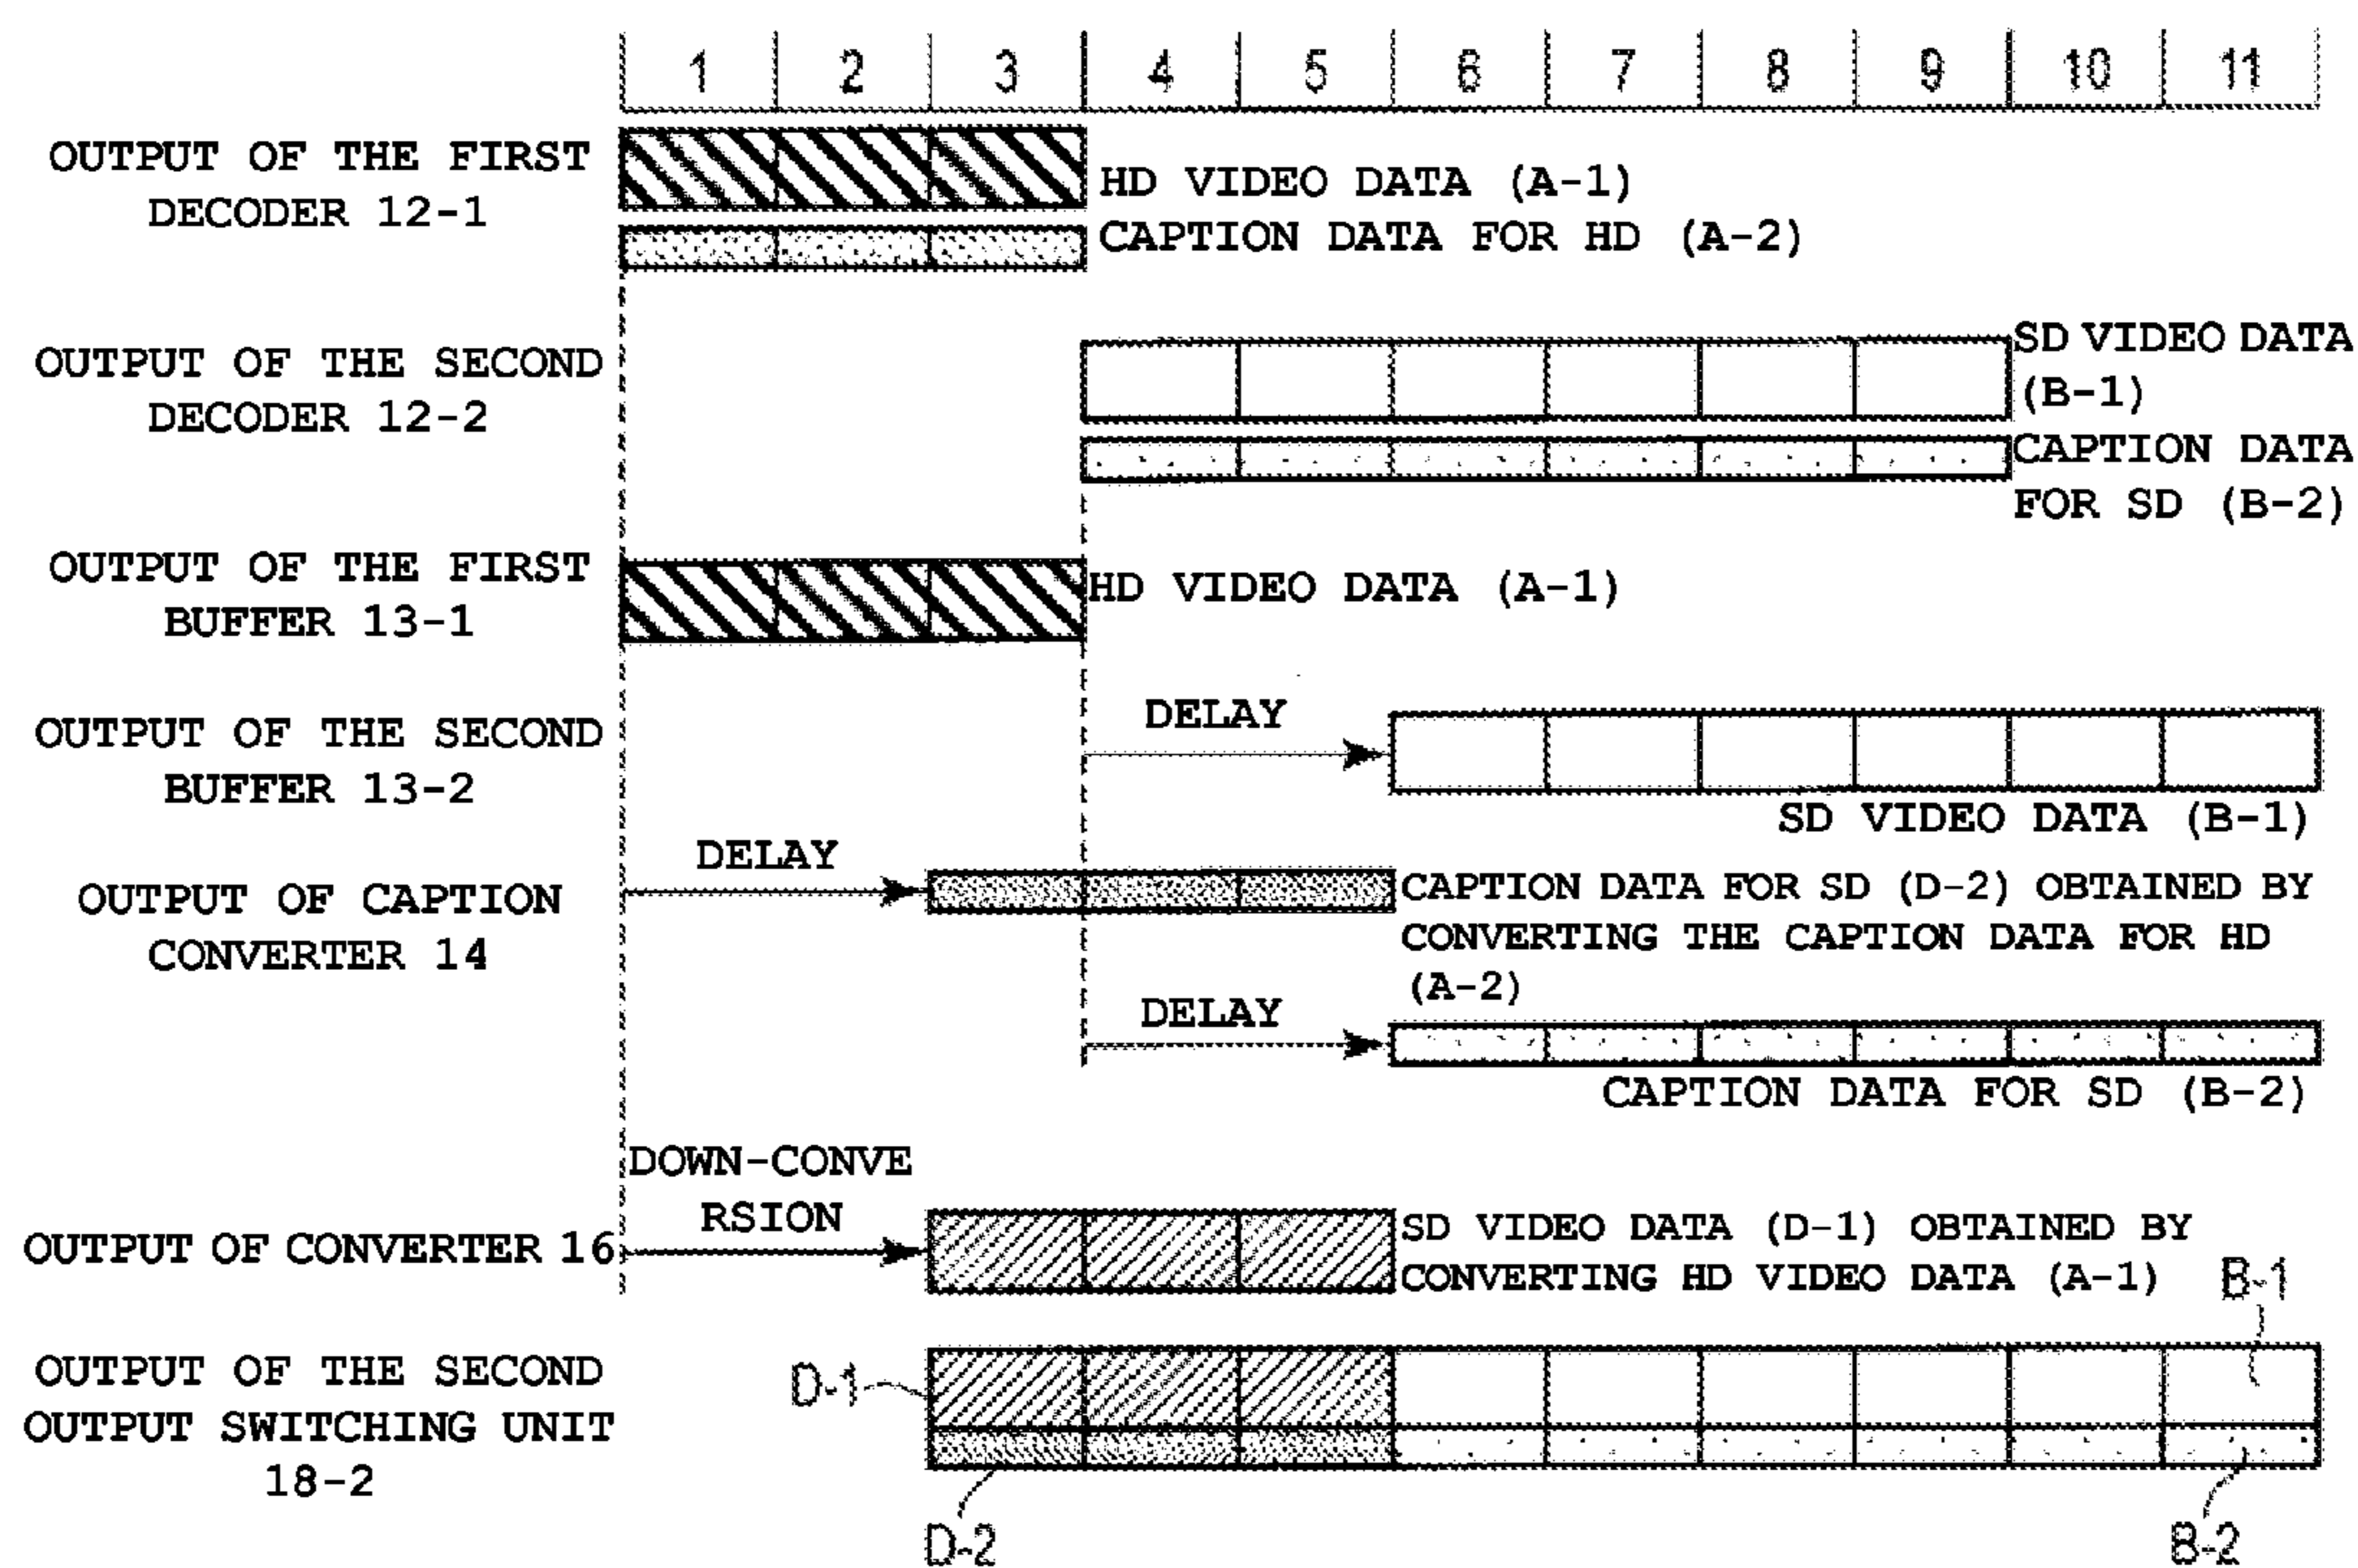 1 2 3 4 5 6 7 8 9 10 11
OUTPUT OF THE FIRST
DECODER 12-1
HD VIDEO DATA (A-1)
CAPTION DATA FOR HD (A-2)
OUTPUT OF THE SECOND
DECODER 12-2
SD VIDEO DATA
(B-1)
CAPTION DATA
FOR SD (B-2)
OUTPUT OF THE FIRST
BUFFER 13-1
HD VIDEO DATA (A-1)
OUTPUT OF THE SECOND
BUFFER 13-2
DELAY
SD VIDEO DATA (B-1)
OUTPUT OF CAPTION
CONVERTER 14
DELAY
CAPTION DATA FOR SD (D-2) OBTAINED BY
CONVERTING THE CAPTION DATA FOR HD
(A-2)
DELAY
CAPTION DATA FOR SD (B-2)
OUTPUT OF CONVERTER 16
DOWN-CONVE
RSION
SD VIDEO DATA (D-1) OBTAINED BY
CONVERTING HD VIDEO DATA (A-1)
B-1
OUTPUT OF THE SECOND
OUTPUT SWITCHING UNIT
18-2
D-1
D-2
B-2